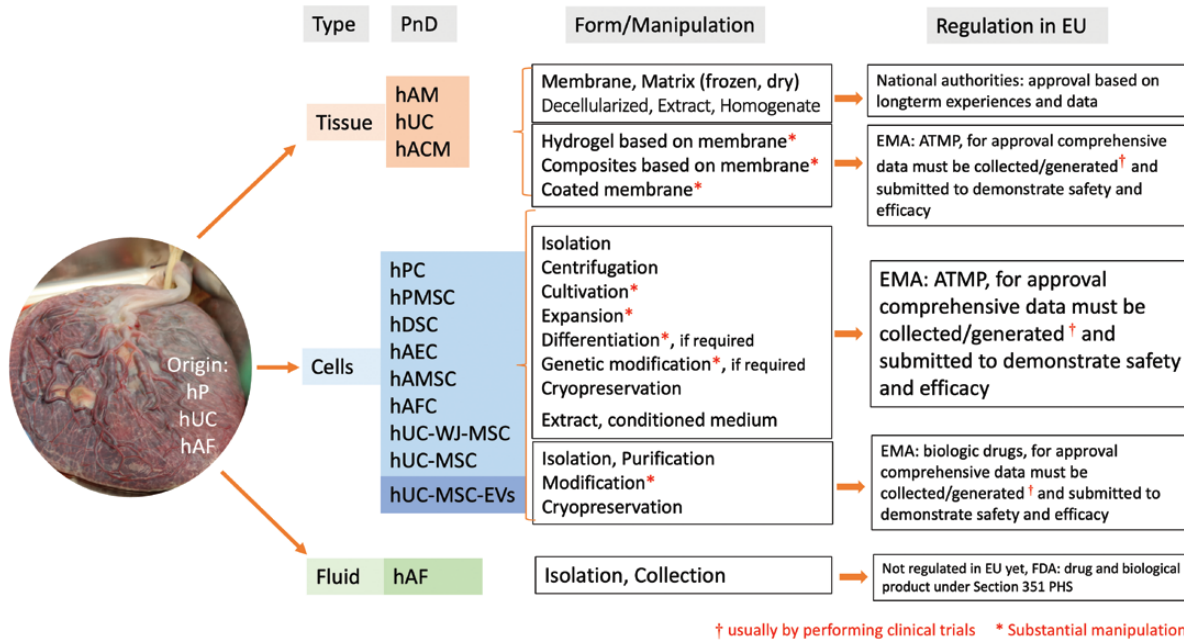 Type
PnD
Form/Manipulation
Regulation in EU
Origin:
hP
hUC
hAF
Tissue
hAM
hUC
hACM
Membrane, Matrix (frozen, dry)
Decellularized, Extract, Homogenate
National authorities: approval based on
longterm experiences and data
Hydrogel based on membrane*
Composites based on membrane*
Coated membrane*
EMA: ATMP, for approval comprehensive
data must be collected/generated† and
submitted to demonstrate safety and
efficacy
Cells
hPC
hPMSC
hDSC
hAEC
hAMSC
hAFC
hUC-WJ-MSC
hUC-MSC
hUC-MSC-EVs
Isolation
Centrifugation
Cultivation*
Expansion*
Differentiation*, if required
Genetic modification*, if required
Cryopreservation
Extract, conditioned medium
EMA: ATMP, for approval
comprehensive data must be
collected/generated † and
submitted to demonstrate safety
and efficacy
Isolation, Purification
Modification*
Cryopreservation
EMA: biologic drugs, for approval
comprehensive data must be
collected/generated † and submitted to
demonstrate safety and efficacy
Fluid
hAF
Isolation, Collection
Not regulated in EU yet, FDA: drug and biological
product under Section 351 PHS
† usually by performing clinical trials * Substantial manipulation